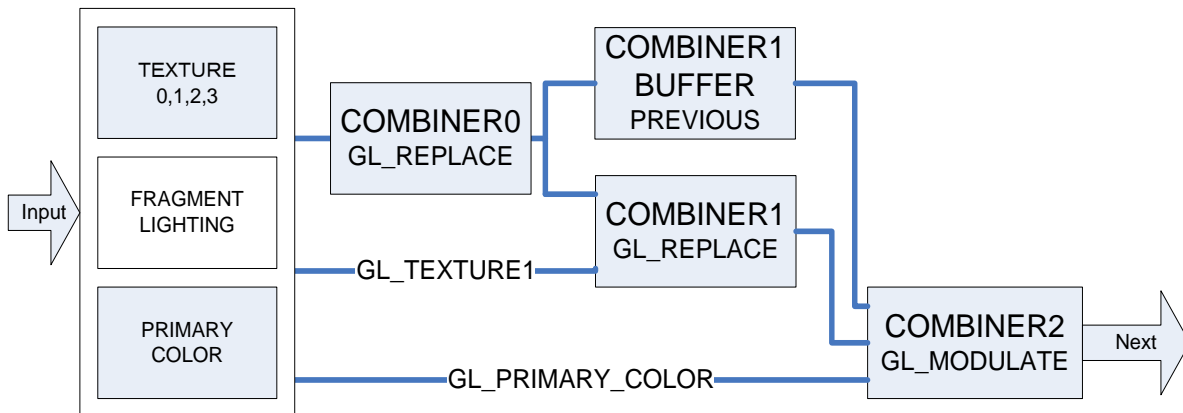 Input
TEXTURE
0,1,2,3
FRAGMENT
LIGHTING
PRIMARY
COLOR
COMBINER0
GL_REPLACE
GL_TEXTURE1
GL_PRIMARY_COLOR
COMBINER1
BUFFER
PREVIOUS
COMBINER1
GL_REPLACE
COMBINER2
GL_MODULATE
Next